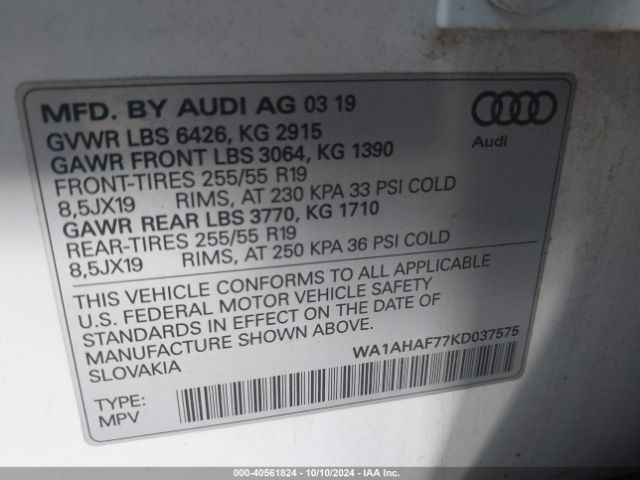 MFD. BY AUDI AG 03 19
GVWR LBS 6426, KG 2915
GAWR FRONT LBS 3064, KG 1390
FRONT-TIRES 255/55 R19
8,5JX19 RIMS, AT 230 KPA 33 PSI COLD
GAWR REAR LBS 3770, KG 1710
REAR-TIRES 255/55 R19
8,5JX19 RIMS, AT 250 KPA 36 PSI COLD
Audi
THIS VEHICLE CONFORMS TO ALL APPLICABLE
U.S. FEDERAL MOTOR VEHICLE SAFETY
STANDARDS IN EFFECT ON THE DATE OF
MANUFACTURE SHOWN ABOVE.
SLOVAKIA
WA1AHAF77KD037575
TYPE:
MPV
000-40561824 - 10/10/2024 - IAA Inc.